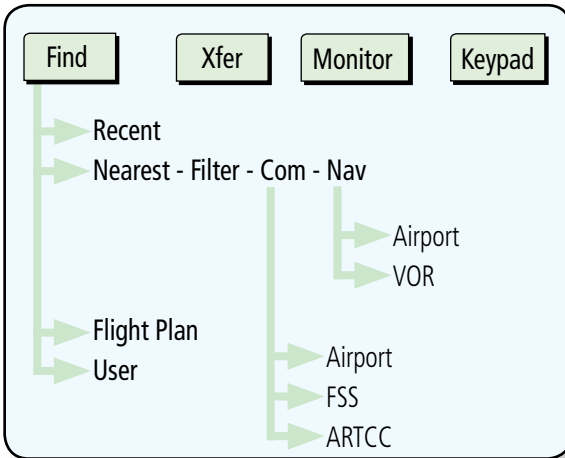 Find Xfer Monitor Keypad
Recent
Nearest - Filter - Com - Nav
Airport
VOR
Flight Plan
User
Airport
FSS
ARTCC